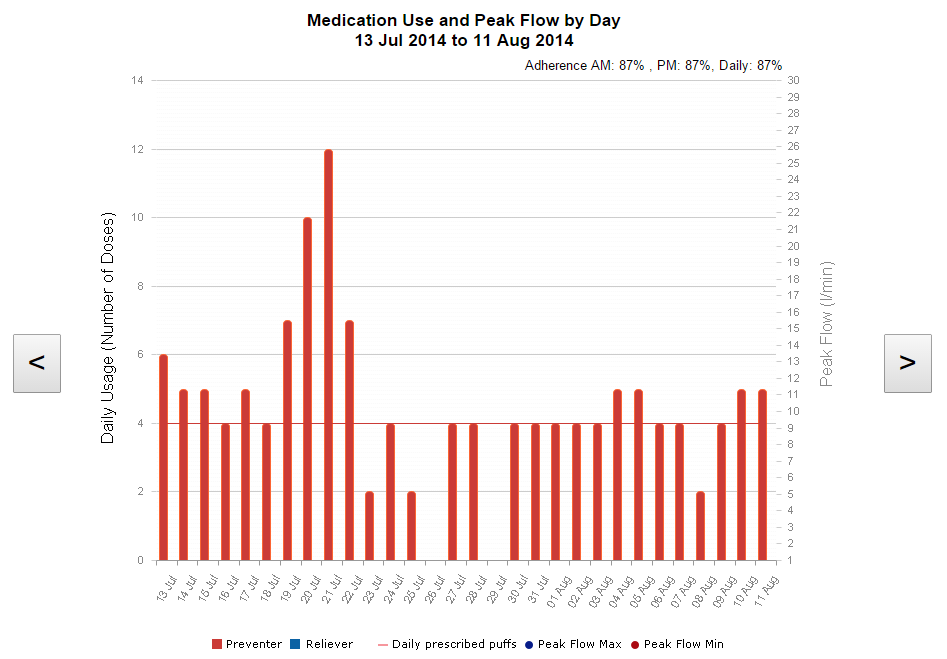 Medication Use and Peak Flow by Day
13 Jul 2014 to 11 Aug 2014
Adherence AM: 87% , PM: 87%, Daily: 87%
Daily Usage (Number of Doses)
14
12
10
8
6
4
2
0
30
29
28
27
26
25
24
23
22
21
20
19
18
17
16
15
14
13
12
11
10
9
8
7
6
5
4
3
2
1
Peak Flow (l/min)
<
>
13 Jul
14 Jul
15 Jul
16 Jul
17 Jul
18 Jul
19 Jul
20 Jul
21 Jul
22 Jul
23 Jul
24 Jul
25 Jul
26 Jul
27 Jul
28 Jul
29 Jul
30 Jul
31 Jul
01 Aug
02 Aug
03 Aug
04 Aug
05 Aug
06 Aug
07 Aug
08 Aug
09 Aug
10 Aug
11 Aug
Preventer Reliever Daily prescribed puffs Peak Flow Max Peak Flow Min